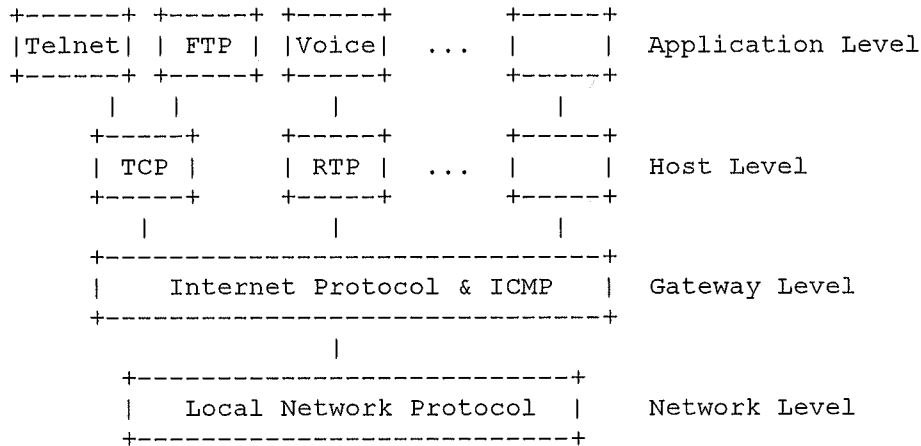 +------+ +-----+ +-----+       +-----+
|Telnet| | FTP | |Voice|  ...  |     |  Application Level
+------+ +-----+ +-----+       +-----+
      |   |         |             |
     +-----+     +-----+       +-----+
     | TCP |     | RTP |  ...  |     |  Host Level
     +-----+     +-----+       +-----+
        |           |             |
     +-------------------------------+
     |    Internet Protocol & ICMP   |  Gateway Level
     +-------------------------------+
                    |
       +---------------------------+
       |   Local Network Protocol  |    Network Level
       +---------------------------+